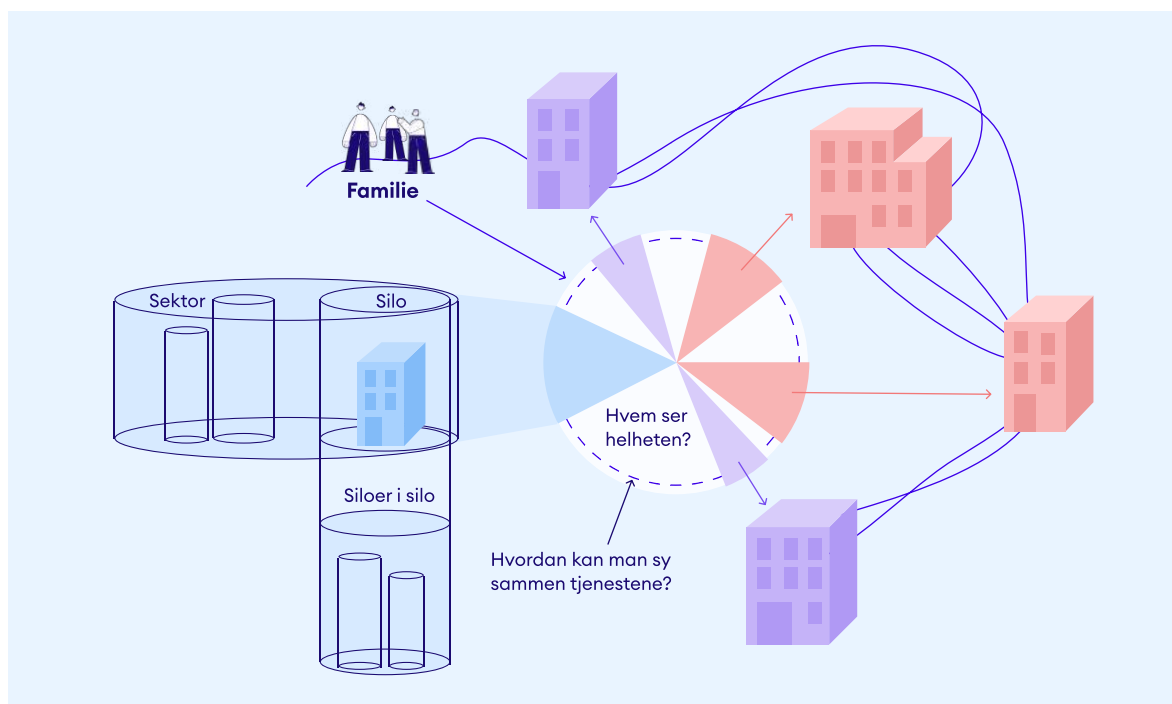 Familie
Sektor
Silo
Hvem ser
helheten?
Siloer i silo
Hvordan kan man sy
sammen tjenestene?